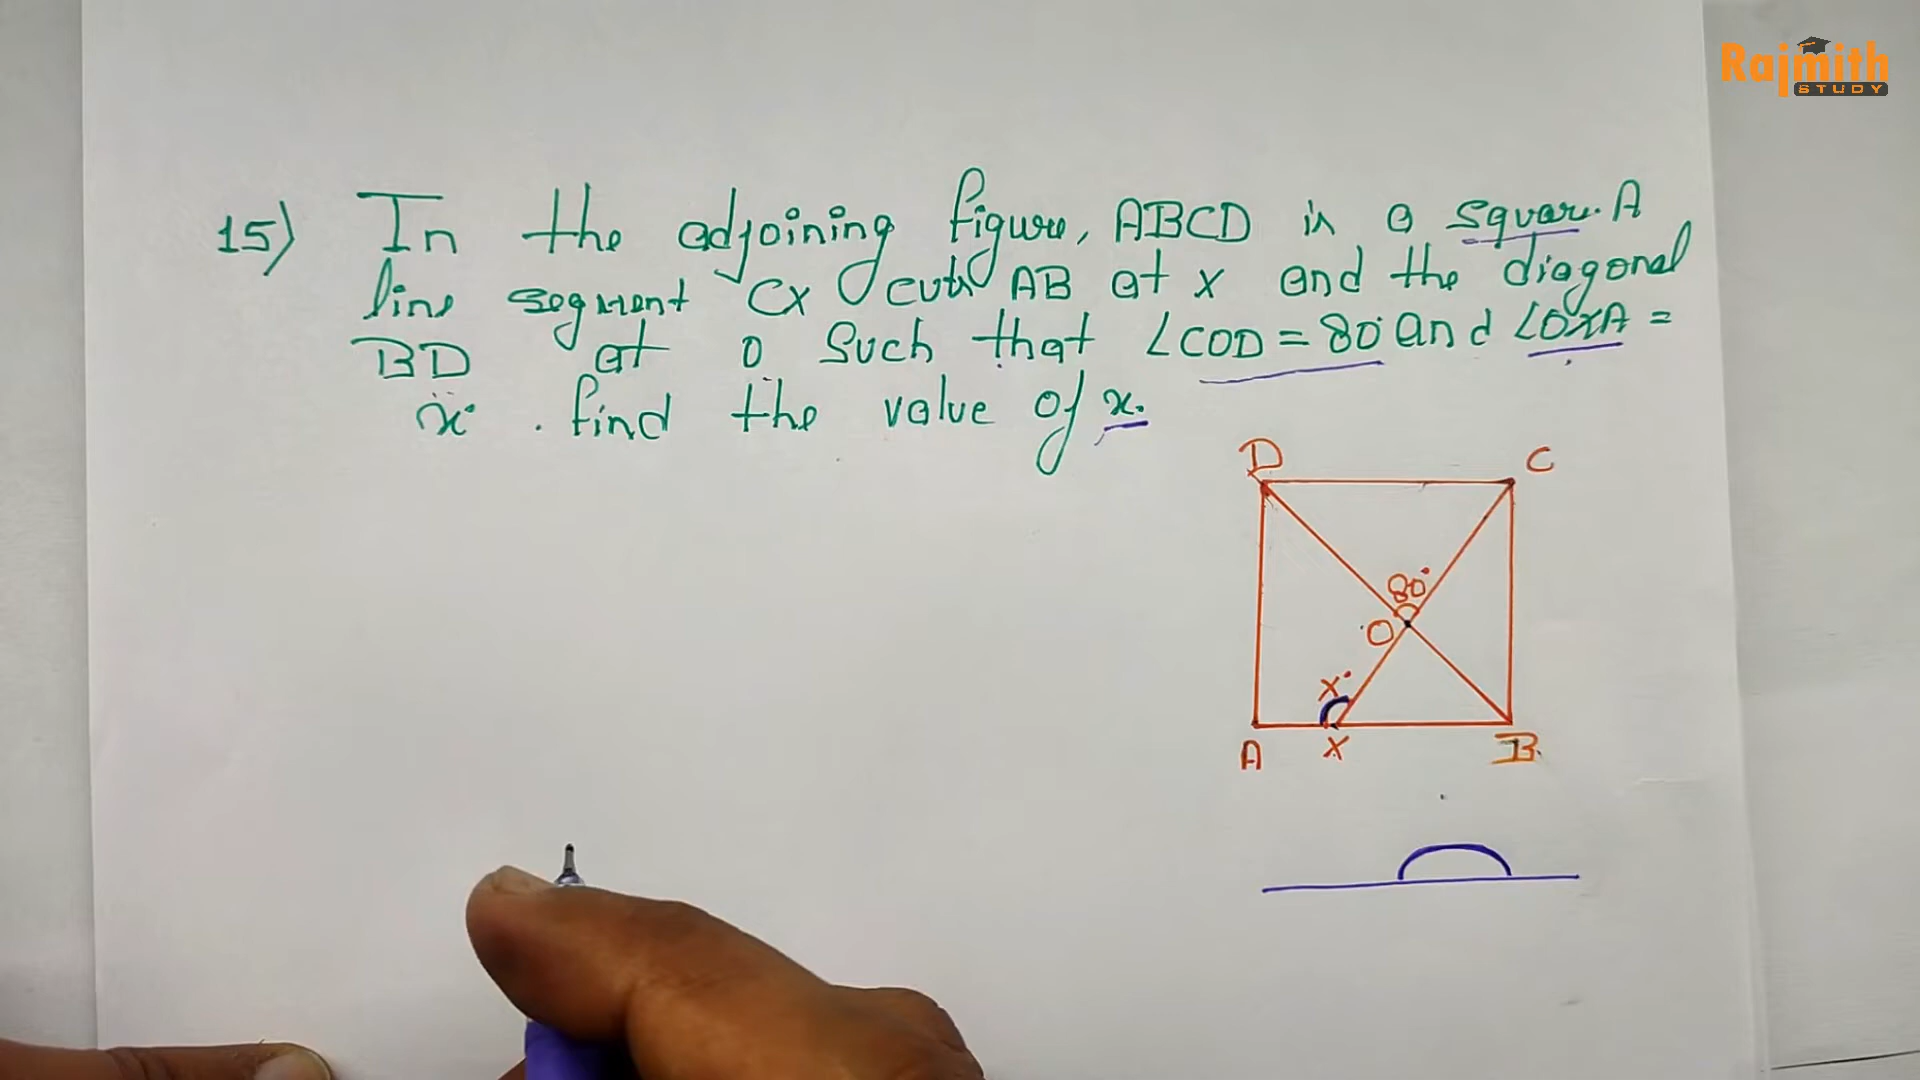 Rajmith
STUDY
15) In the adjoining figure, ABCD is a squar. A
line segment CX cuts AB at X and the diagonal
BD at O such that ∠COD = 80° and ∠OXA =
x° . find the value of x.
D C
80°
O
x°
A X B